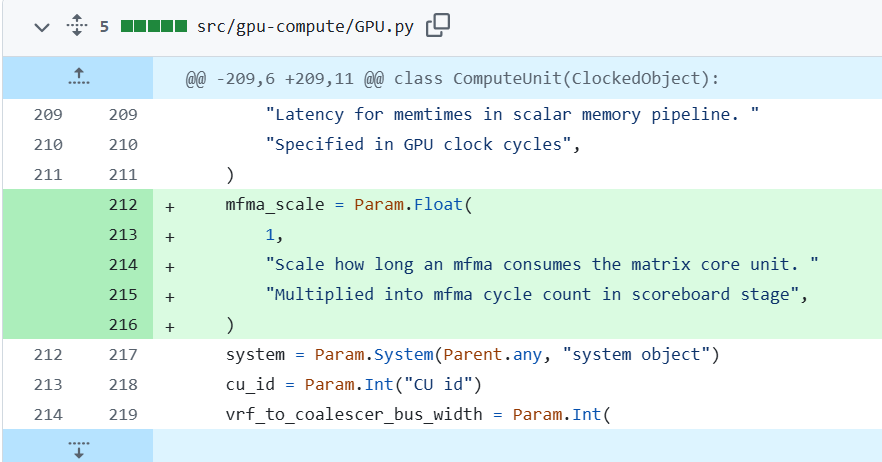 5 src/gpu-compute/GPU.py
@@ -209,6 +209,11 @@ class ComputeUnit(ClockedObject):
209 209 "Latency for memtimes in scalar memory pipeline. "
210 210 "Specified in GPU clock cycles",
211 211 )
212 + mfma_scale = Param.Float(
213 + 1,
214 + "Scale how long an mfma consumes the matrix core unit. "
215 + "Multiplied into mfma cycle count in scoreboard stage",
216 + )
212 217 system = Param.System(Parent.any, "system object")
213 218 cu_id = Param.Int("CU id")
214 219 vrf_to_coalescer_bus_width = Param.Int(